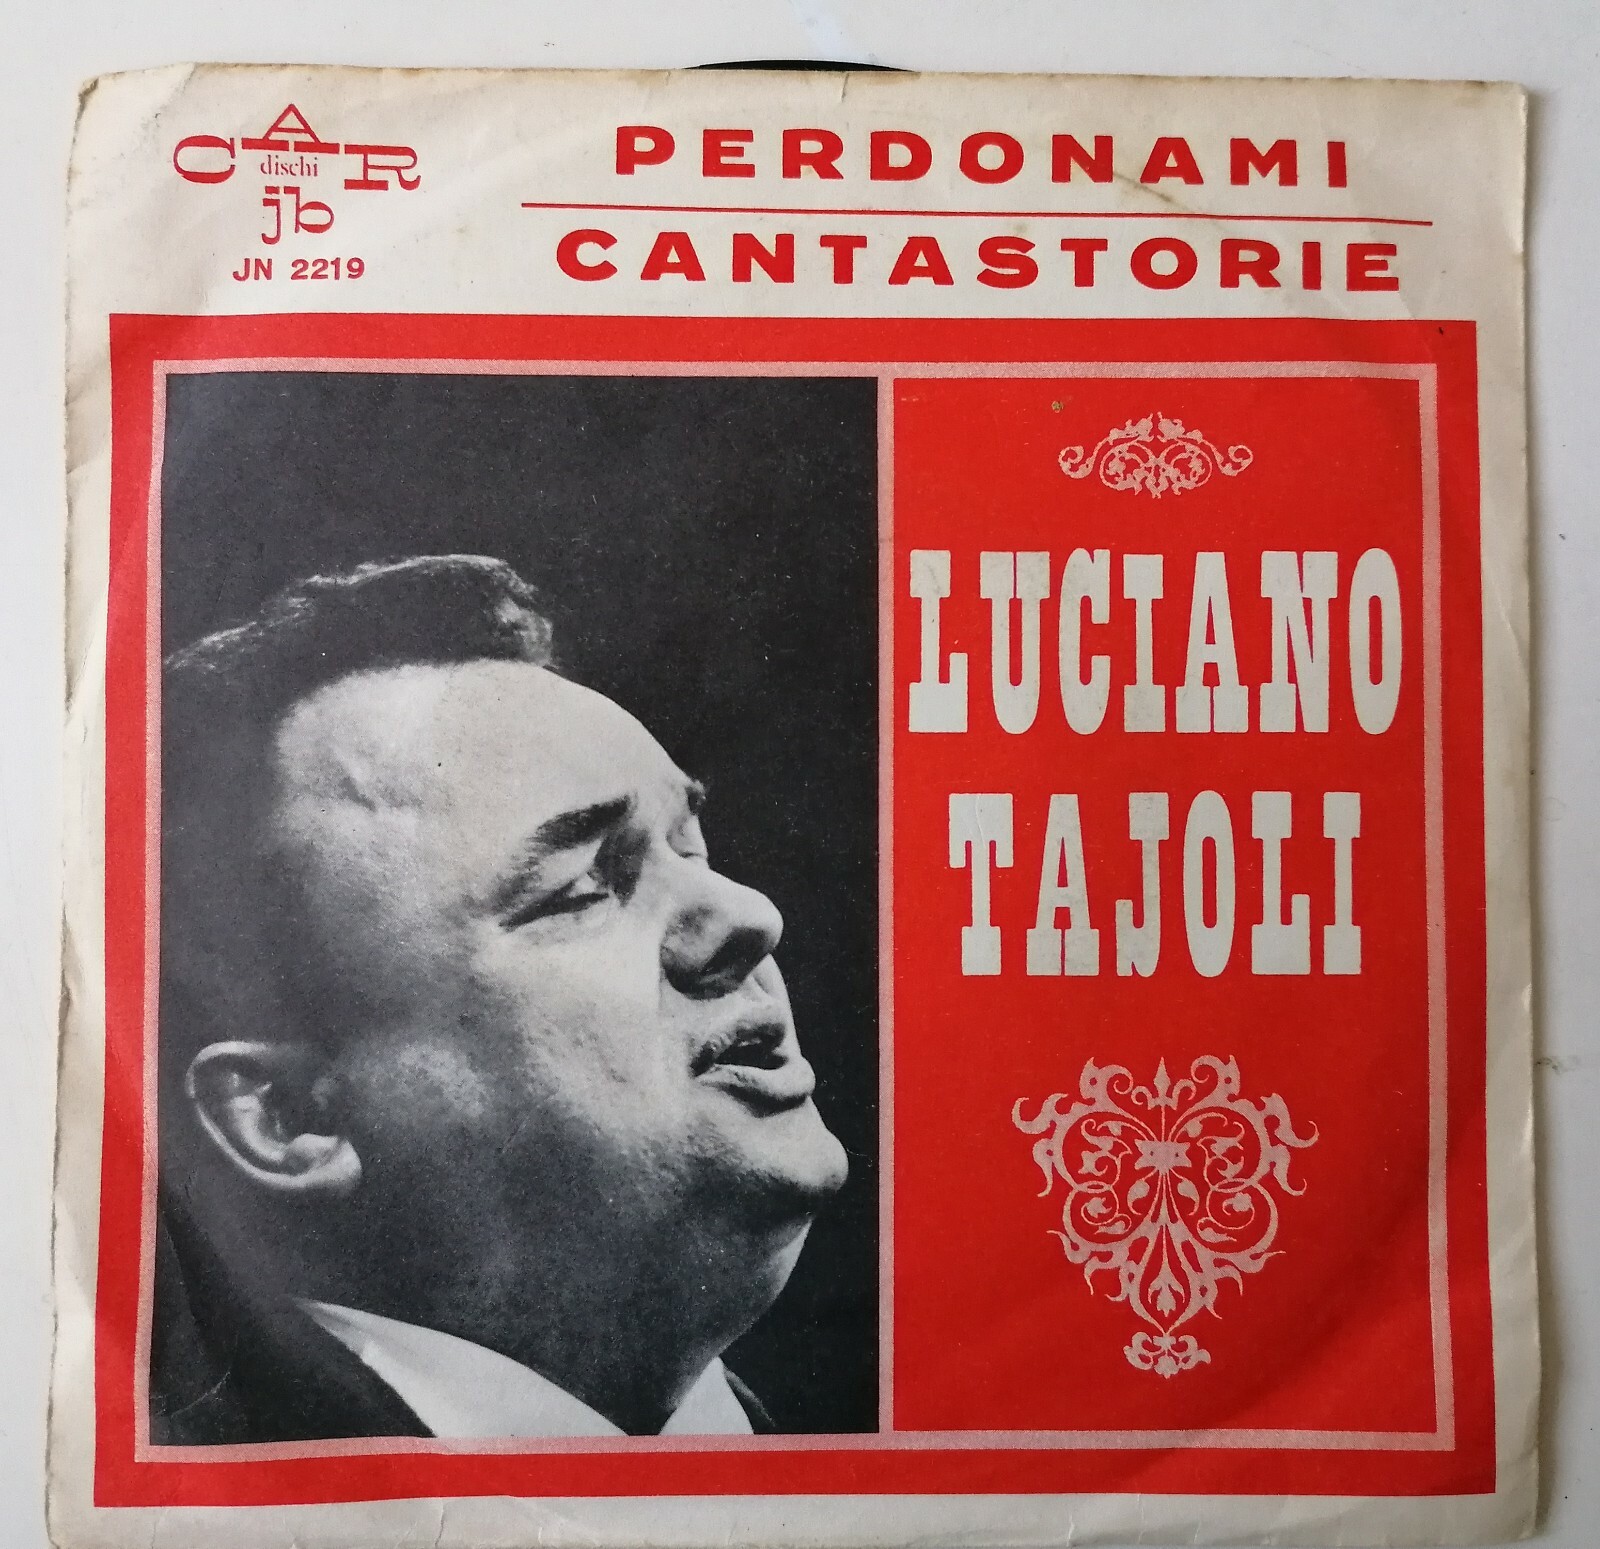 CAR
dischi
jb
JN 2219
PERDONAMI
CANTASTORIE
LUCIANO
TAJOLI